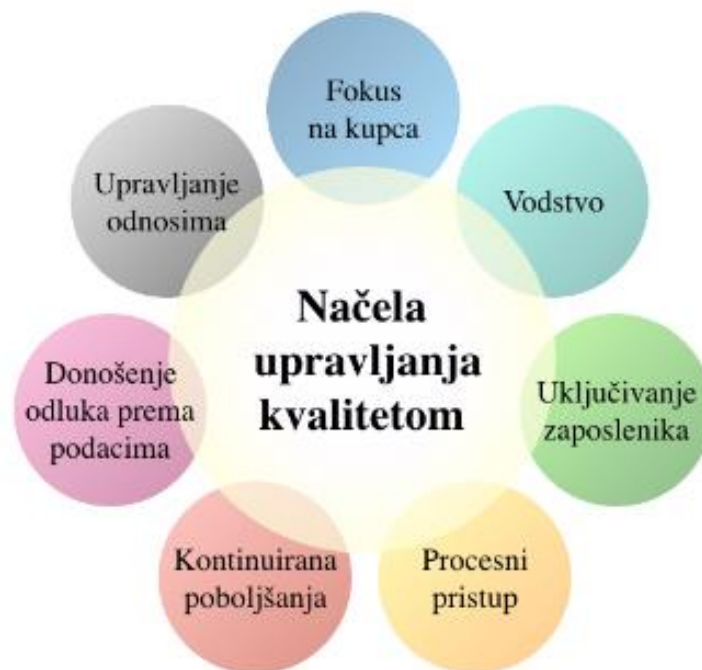 Fokus
na kupca
Vodstvo
Uključivanje
zaposlenika
Procesni
pristup
Kontinuirana
poboljšanja
Donošenje
odluka prema
podacima
Upravljanje
odnosima
Načela
upravljanja
kvalitetom